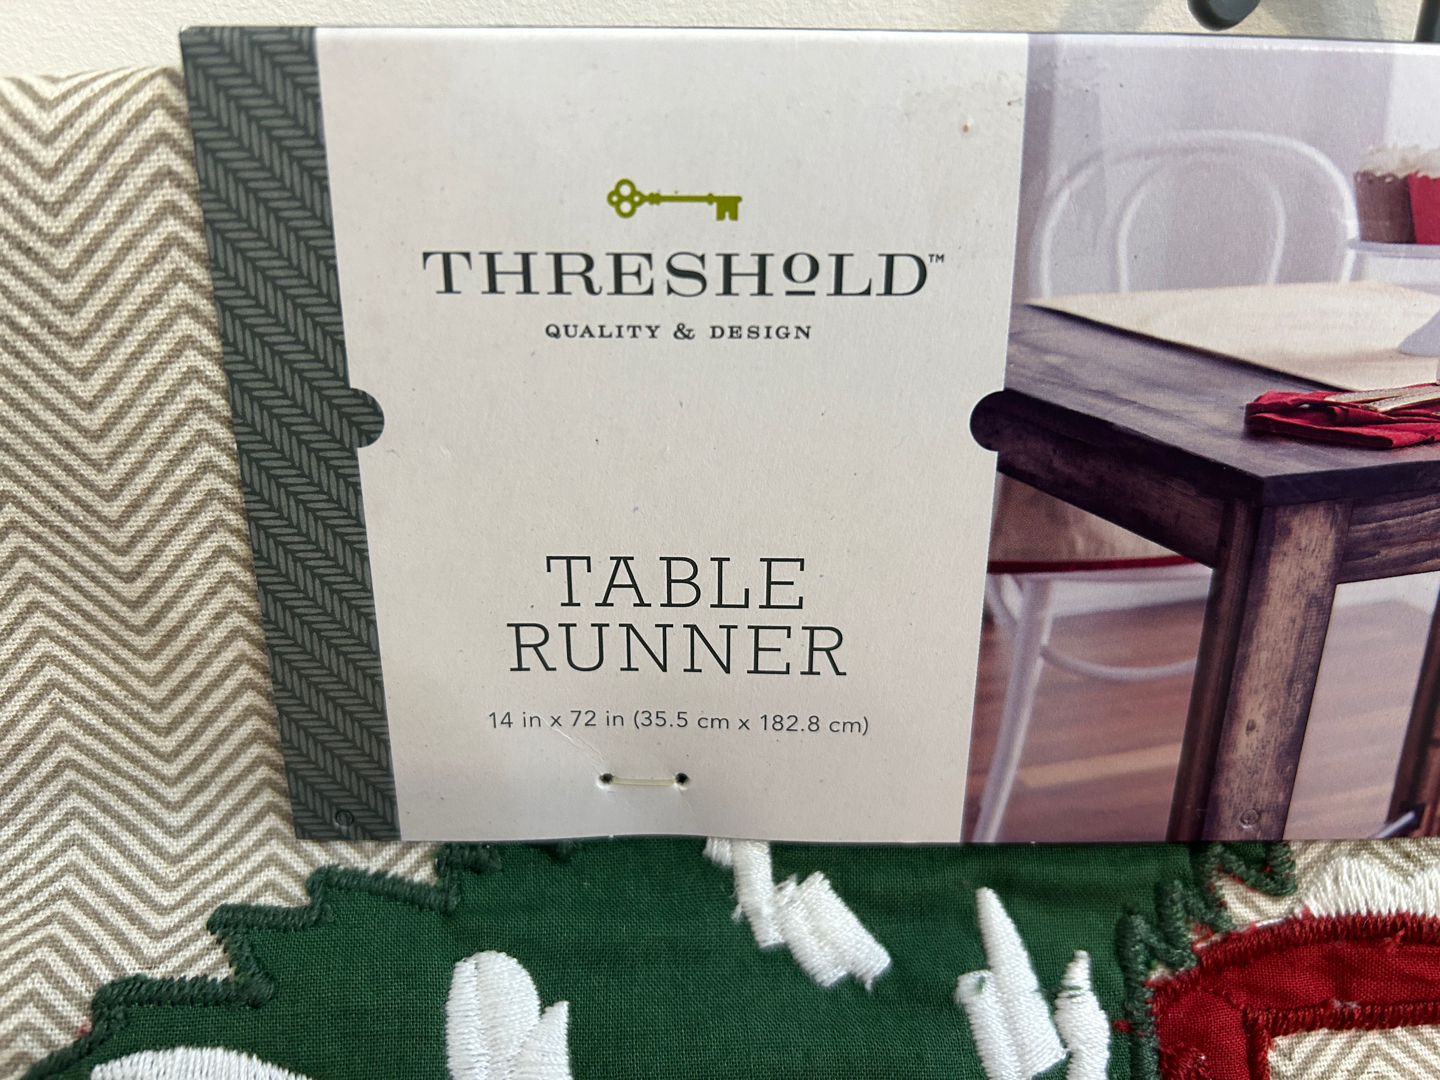 THRESHOLD™
QUALITY & DESIGN
TABLE
RUNNER
14 in x 72 in (35.5 cm x 182.8 cm)